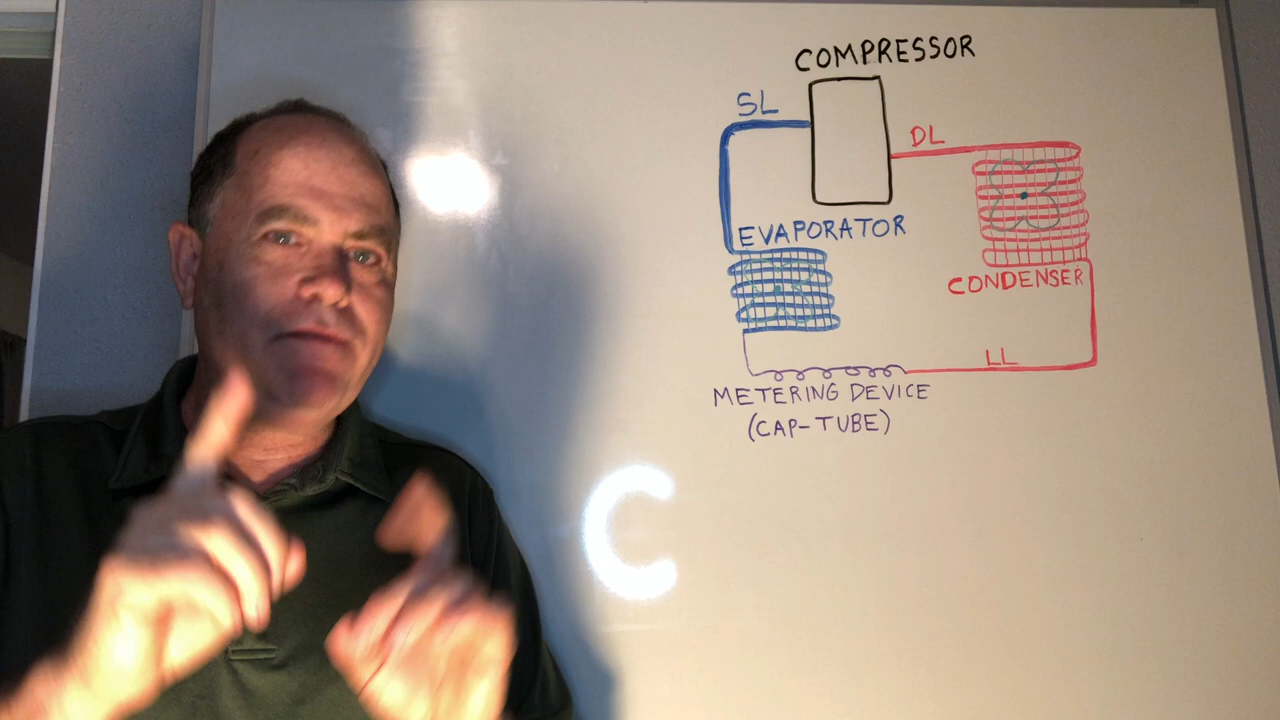 COMPRESSOR
SL
DL
EVAPORATOR
CONDENSER
LL
METERING DEVICE
(CAP-TUBE)